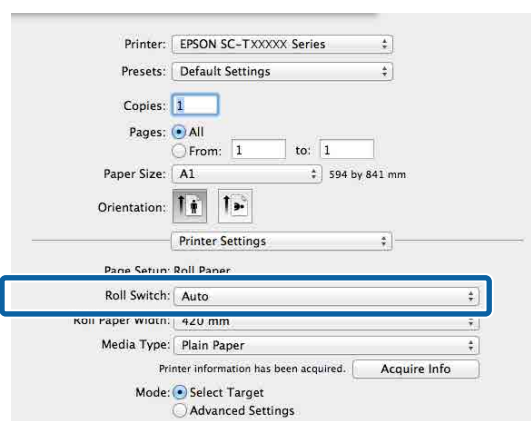 Printer: EPSON SC-TXXXXX Series
Presets: Default Settings
Copies: 1
Pages: All
From: 1 to: 1
Paper Size: A1 594 by 841 mm
Orientation:
Printer Settings
Page Setup: Roll Paper
Roll Switch: Auto
Roll Paper Width: 420 mm
Media Type: Plain Paper
Printer information has been acquired. Acquire Info
Mode: Select Target
Advanced Settings